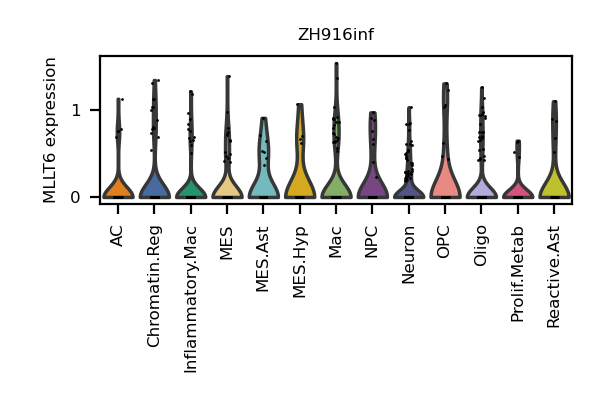 ZH916inf
MLLT6 expression
1
0
AC
Chromatin.Reg
Inflammatory.Mac
MES
MES.Ast
MES.Hyp
Mac
NPC
Neuron
OPC
Oligo
Prolif.Metab
Reactive.Ast